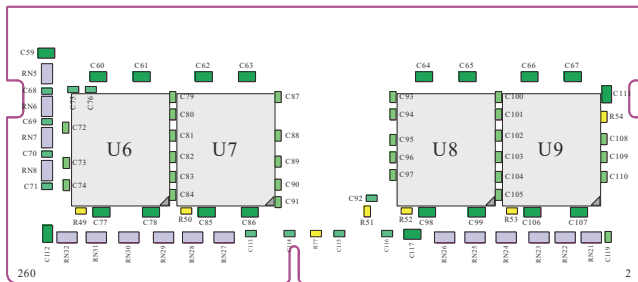 C60 C61 C62 C63 C64 C65 C66 C67
C59
RN5
C68
C75 C76 C79 C87 C93 C100 C111
RN6
C80 C94 C101 R54
C69
C72
RN7
C81 C88 C95 C102 C108
U6 U7 U8 U9
C70
C73 C82 C89 C96 C103 C109
RN8
C83 C90 C97 C104 C110
C71
C74
C84 C91 C92 C105
R49 C77 C78 R50 C85 C86 R51 R52 C98 C99 R53 C106 C107
C112 RN32 RN31 RN30 RN29 RN28 RN27 C113 C114 R77 C115 C116 C117 RN26 RN25 RN24 RN23 RN22 RN21 C119
260 2